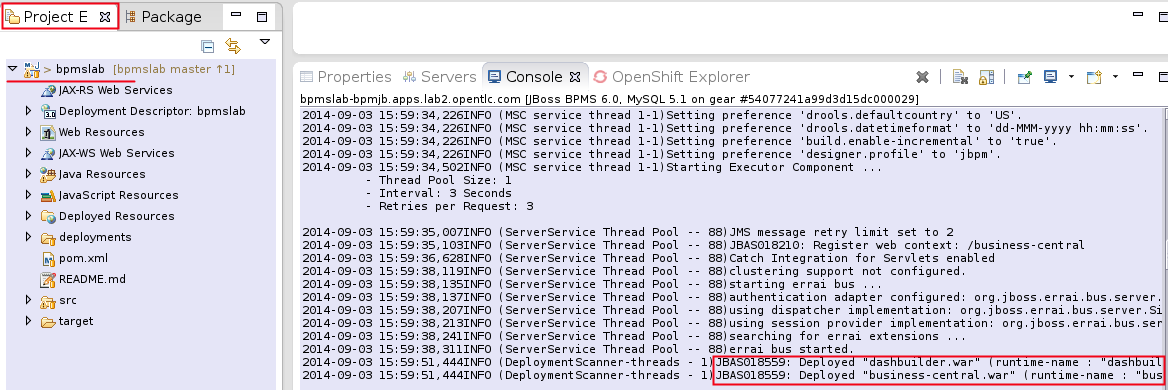 Project E
Package
> bpmslab [bpmslab master ↑1]
JAX-RS Web Services
Deployment Descriptor: bpmslab
Web Resources
JAX-WS Web Services
Java Resources
JavaScript Resources
Deployed Resources
deployments
pom.xml
README.md
src
target
Properties
Servers
Console
OpenShift Explorer
bpmslab-bpmjb.apps.lab2.opentlc.com [JBoss BPMS 6.0, MySQL 5.1 on gear #54077241a99d3d15dc000029]
2014-09-03 15:59:34,226INFO (MSC service thread 1-1)Setting preference 'drools.defaultcountry' to 'US'.
2014-09-03 15:59:34,226INFO (MSC service thread 1-1)Setting preference 'drools.datetimeformat' to 'dd-MMM-yyyy hh:mm:ss'.
2014-09-03 15:59:34,226INFO (MSC service thread 1-1)Setting preference 'build.enable-incremental' to 'true'.
2014-09-03 15:59:34,226INFO (MSC service thread 1-1)Setting preference 'designer.profile' to 'jbpm'.
2014-09-03 15:59:34,502INFO (MSC service thread 1-1)Starting Executor Component ...
- Thread Pool Size: 1
- Interval: 3 Seconds
- Retries per Request: 3
2014-09-03 15:59:35,007INFO (ServerService Thread Pool -- 88)JMS message retry limit set to 2
2014-09-03 15:59:35,103INFO (ServerService Thread Pool -- 88)JBAS018210: Register web context: /business-central
2014-09-03 15:59:36,628INFO (ServerService Thread Pool -- 88)Catch Integration for Servlets enabled
2014-09-03 15:59:38,119INFO (ServerService Thread Pool -- 88)clustering support not configured.
2014-09-03 15:59:38,135INFO (ServerService Thread Pool -- 88)starting errai bus ...
2014-09-03 15:59:38,137INFO (ServerService Thread Pool -- 88)authentication adapter configured: org.jboss.errai.bus.server.
2014-09-03 15:59:38,207INFO (ServerService Thread Pool -- 88)using dispatcher implementation: org.jboss.errai.bus.server.Si
2014-09-03 15:59:38,213INFO (ServerService Thread Pool -- 88)using session provider implementation: org.jboss.errai.bus.ser
2014-09-03 15:59:38,241INFO (ServerService Thread Pool -- 88)searching for errai extensions ...
2014-09-03 15:59:38,311INFO (ServerService Thread Pool -- 88)errai bus started.
2014-09-03 15:59:51,444INFO (DeploymentScanner-threads - 1)JBAS018559: Deployed "dashbuilder.war" (runtime-name : "dashbuil
2014-09-03 15:59:51,444INFO (DeploymentScanner-threads - 1)JBAS018559: Deployed "business-central.war" (runtime-name : "bus